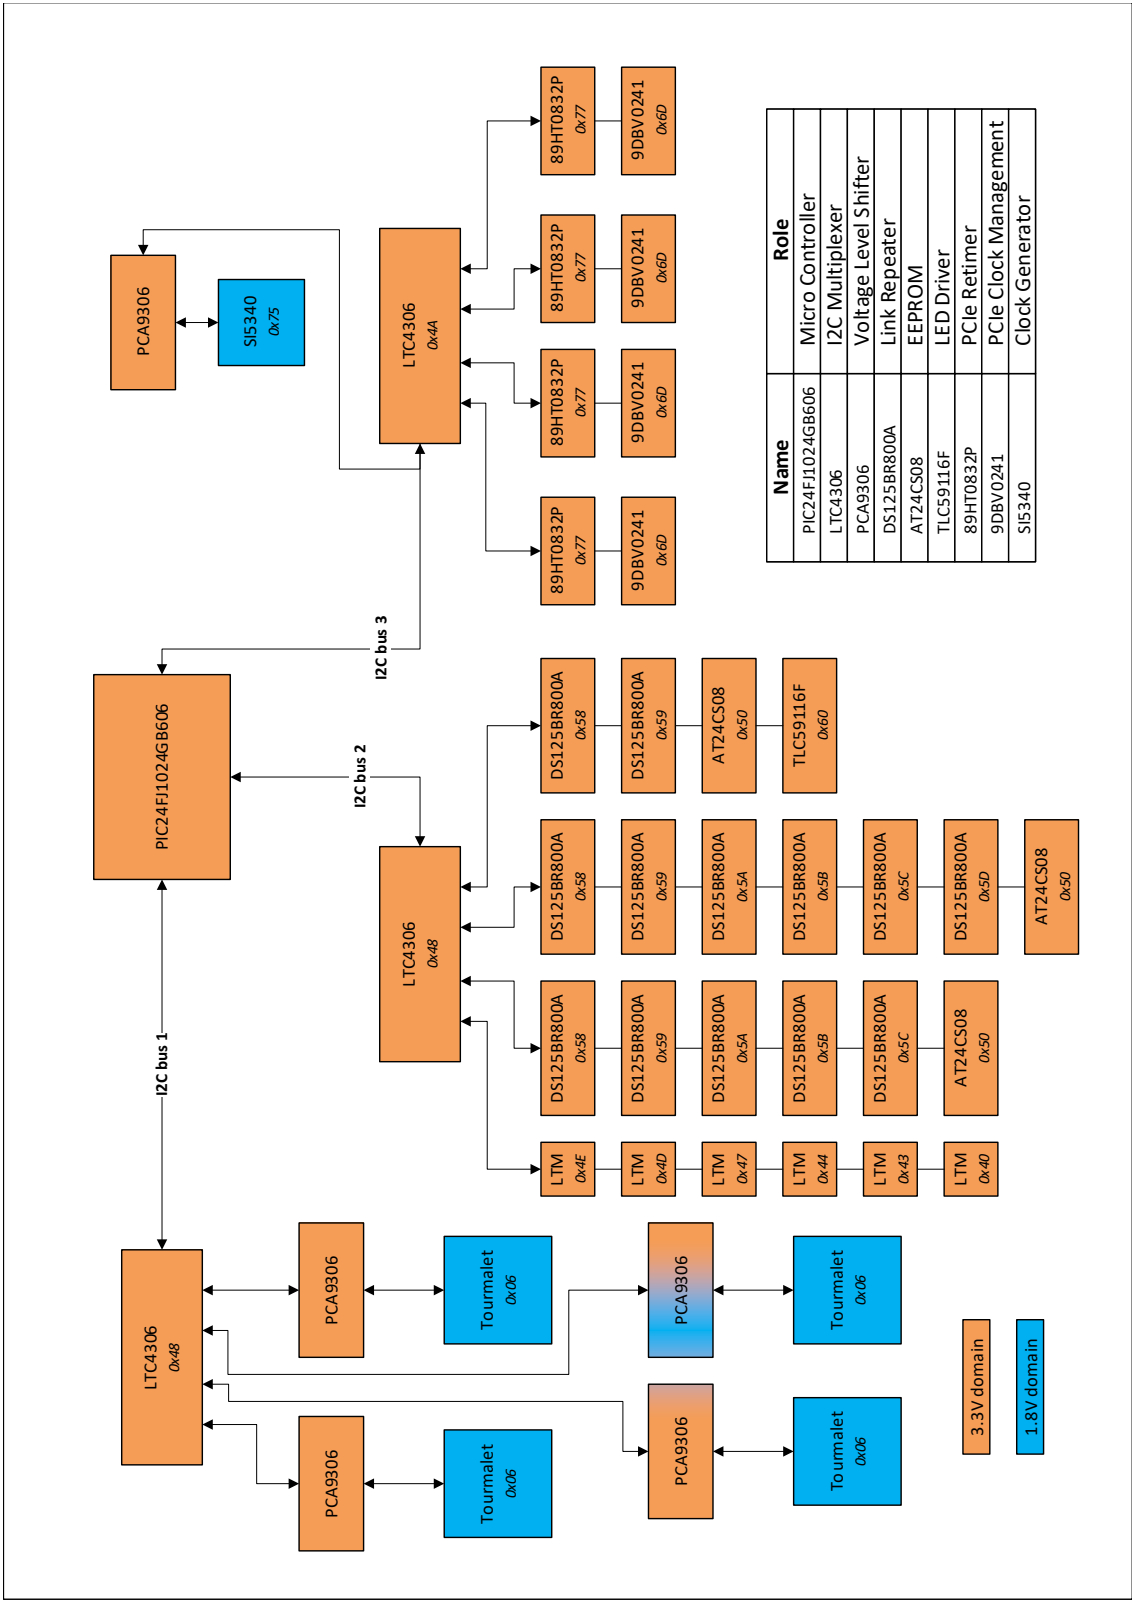 PIC24FJ1024GB606
I2C bus 1
I2C bus 2
I2C bus 3
LTC4306
0x48
PCA9306
Tourmalet
0x06
PCA9306
Tourmalet
0x06
PCA9306
Tourmalet
0x06
PCA9306
Tourmalet
0x06
3.3V domain
1.8V domain
LTC4306
0x48
LTM
0x4E
LTM
0x4D
LTM
0x47
LTM
0x44
LTM
0x43
LTM
0x40
DS125BR800A
0x58
DS125BR800A
0x59
DS125BR800A
0x5A
DS125BR800A
0x5B
DS125BR800A
0x5C
AT24CS08
0x50
DS125BR800A
0x58
DS125BR800A
0x59
DS125BR800A
0x5A
DS125BR800A
0x5B
DS125BR800A
0x5C
DS125BR800A
0x5D
AT24CS08
0x50
DS125BR800A
0x58
DS125BR800A
0x59
AT24CS08
0x50
TLC59116F
0x60
PCA9306
SI5340
0x75
LTC4306
0x4A
89HT0832P
0x77
9DBV0241
0x6D
89HT0832P
0x77
9DBV0241
0x6D
89HT0832P
0x77
9DBV0241
0x6D
89HT0832P
0x77
9DBV0241
0x6D
Name Role
PIC24FJ1024GB606 Micro Controller
LTC4306 I2C Multiplexer
PCA9306 Voltage Level Shifter
DS125BR800A Link Repeater
AT24CS08 EEPROM
TLC59116F LED Driver
89HT0832P PCIe Retimer
9DBV0241 PCIe Clock Management
SI5340 Clock Generator